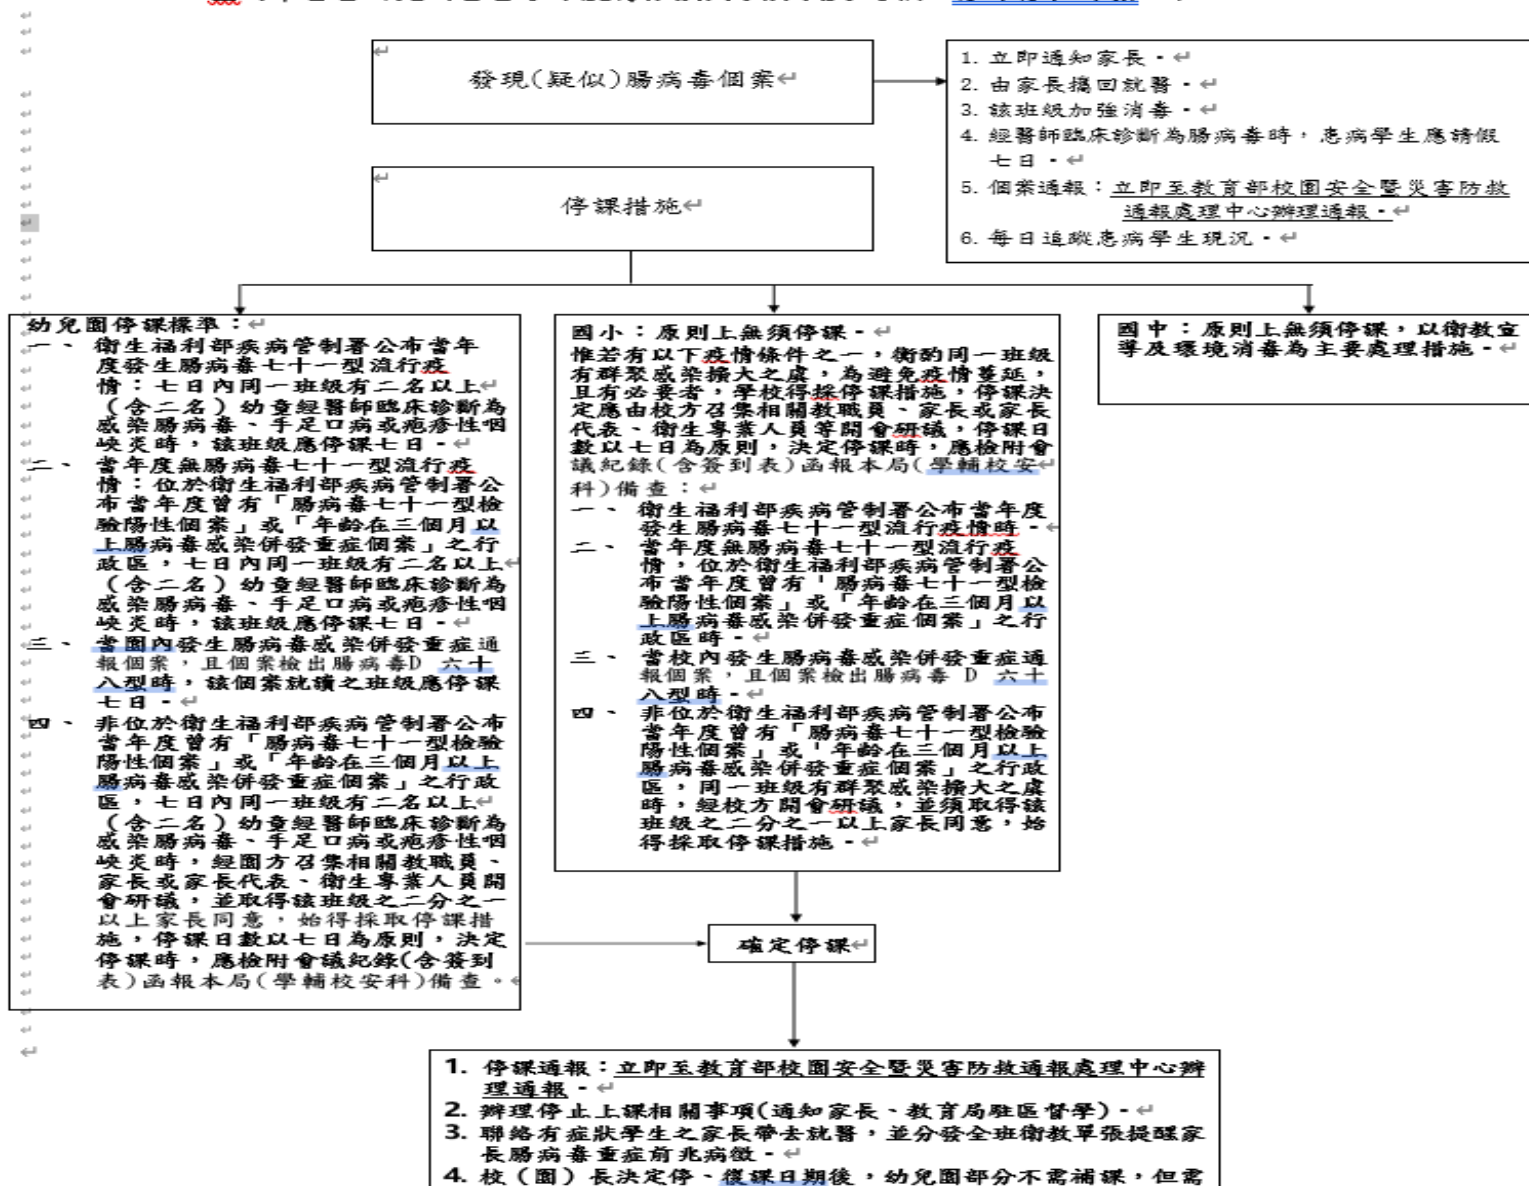 發現(疑似)腸病毒個案
1. 立即通知家長。
2. 由家長攜回就醫。
3. 該班級加強消毒。
4. 經醫師臨床診斷為腸病毒時，患病學生應請假
七日。
5. 個案通報：立即至教育部校園安全暨災害防救
通報處理中心辦理通報。
6. 每日追蹤患病學生現況。
停課措施
幼兒園停課標準：
一、 衛生福利部疾病管制署公布當年
度發生腸病毒七十一型流行疫
情：七日內同一班級有二名以上
（含二名）幼童經醫師臨床診斷為
感染腸病毒、手足口病或疱疹性咽
峽炎時，該班級應停課七日。
二、 當年度無腸病毒七十一型流行疫
情：位於衛生福利部疾病管制署公
布當年度曾有「腸病毒七十一型檢
驗陽性個案」或「年齡在三個月以
上腸病毒感染併發重症個案」之行
政區，七日內同一班級有二名以上
（含二名）幼童經醫師臨床診斷為
感染腸病毒、手足口病或疱疹性咽
峽炎時，該班級應停課七日。
三、 當園內發生腸病毒感染併發重症通
報個案，且個案檢出腸病毒D 六十
八型時，該個案就讀之班級應停課
七日。
四、 非位於衛生福利部疾病管制署公布
當年度曾有「腸病毒七十一型檢驗
陽性個案」或「年齡在三個月以上
腸病毒感染併發重症個案」之行政
區，七日內同一班級有二名以上
（含二名）幼童經醫師臨床診斷為
感染腸病毒、手足口病或疱疹性咽
峽炎時，經園方召集相關教職員、
家長或家長代表、衛生專業人員開
會研議，並取得該班級之二分之一
以上家長同意，始得採取停課措
施，停課日數以七日為原則，決定
停課時，應檢附會議紀錄(含簽到
表)函報本局(學輔校安科)備查。
國小：原則上無須停課。
惟若有以下疫情條件之一，衡酌同一班級
有群聚感染擴大之虞，為避免疫情蔓延，
且有必要者，學校得採停課措施，停課決
定應由校方召集相關教職員、家長或家長
代表、衛生專業人員等開會研議，停課日
數以七日為原則，決定停課時，應檢附會
議紀錄(含簽到表)函報本局(學輔校安
科)備查：
一、 衛生福利部疾病管制署公布當年度
發生腸病毒七十一型流行疫情時。
二、 當年度無腸病毒七十一型流行疫
情，位於衛生福利部疾病管制署公
布當年度曾有「腸病毒七十一型檢
驗陽性個案」或「年齡在三個月以
上腸病毒感染併發重症個案」之行
政區時。
三、 當校內發生腸病毒感染併發重症通
報個案，且個案檢出腸病毒 D 六十
八型時。
四、 非位於衛生福利部疾病管制署公布
當年度曾有「腸病毒七十一型檢驗
陽性個案」或「年齡在三個月以上
腸病毒感染併發重症個案」之行政
區，同一班級有群聚感染擴大之虞
時，經校方開會研議，並須取得該
班級之二分之一以上家長同意，始
得採取停課措施。
國中：原則上無須停課，以衛教宣
導及環境消毒為主要處理措施。
確定停課
1. 停課通報：立即至教育部校園安全暨災害防救通報處理中心辦
理通報。
2. 辦理停止上課相關事項(通知家長、教育局駐區督學)。
3. 聯絡有症狀學生之家長帶去就醫，並分發全班衛教單張提醒家
長腸病毒重症前兆病徵。
4. 校（園）長決定停、復課日期後，幼兒園部分不需補課，但需